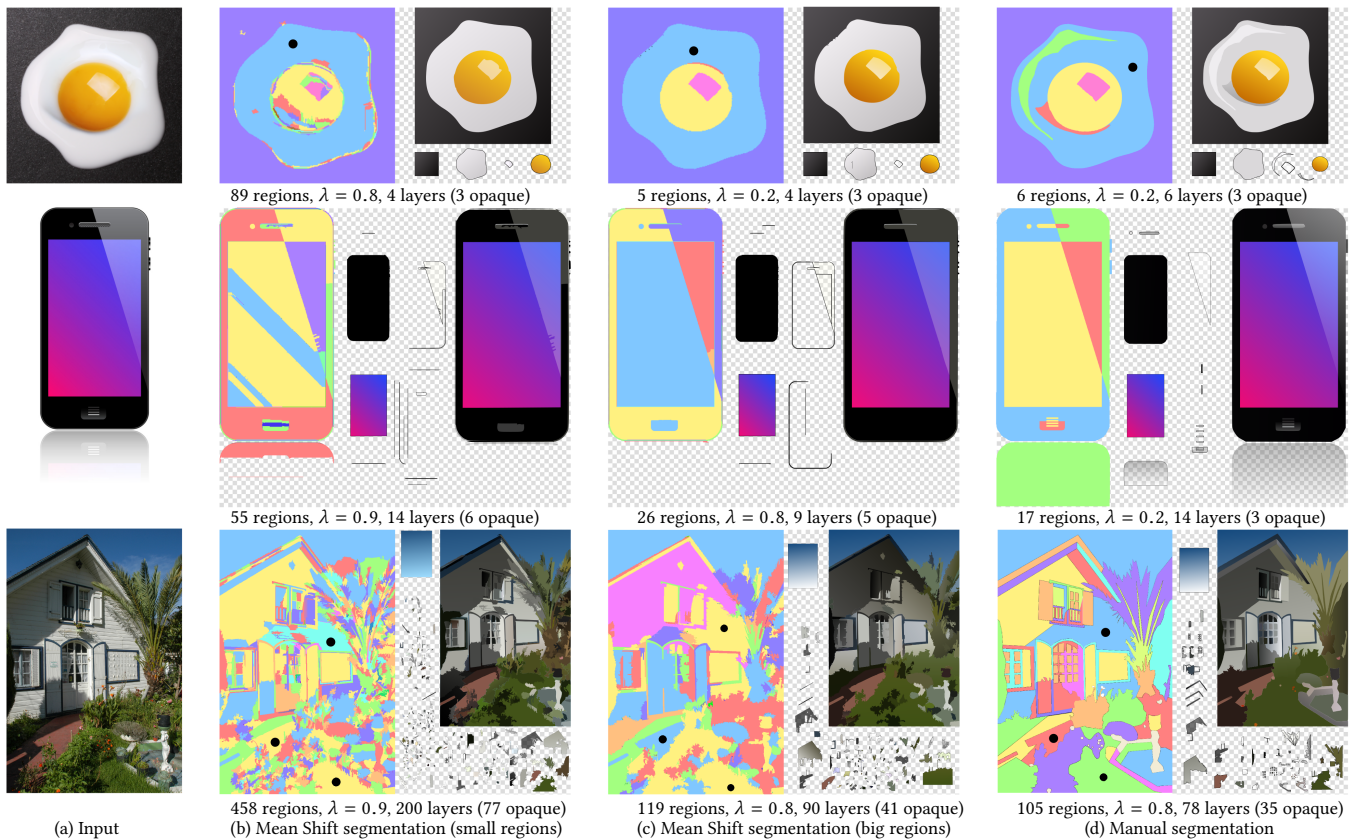 89 regions, λ = 0.8, 4 layers (3 opaque)
5 regions, λ = 0.2, 4 layers (3 opaque)
6 regions, λ = 0.2, 6 layers (3 opaque)
55 regions, λ = 0.9, 14 layers (6 opaque)
26 regions, λ = 0.8, 9 layers (5 opaque)
17 regions, λ = 0.2, 14 layers (3 opaque)
458 regions, λ = 0.9, 200 layers (77 opaque)
119 regions, λ = 0.8, 90 layers (41 opaque)
105 regions, λ = 0.8, 78 layers (35 opaque)
(a) Input
(b) Mean Shift segmentation (small regions)
(c) Mean Shift segmentation (big regions)
(d) Manual segmentation